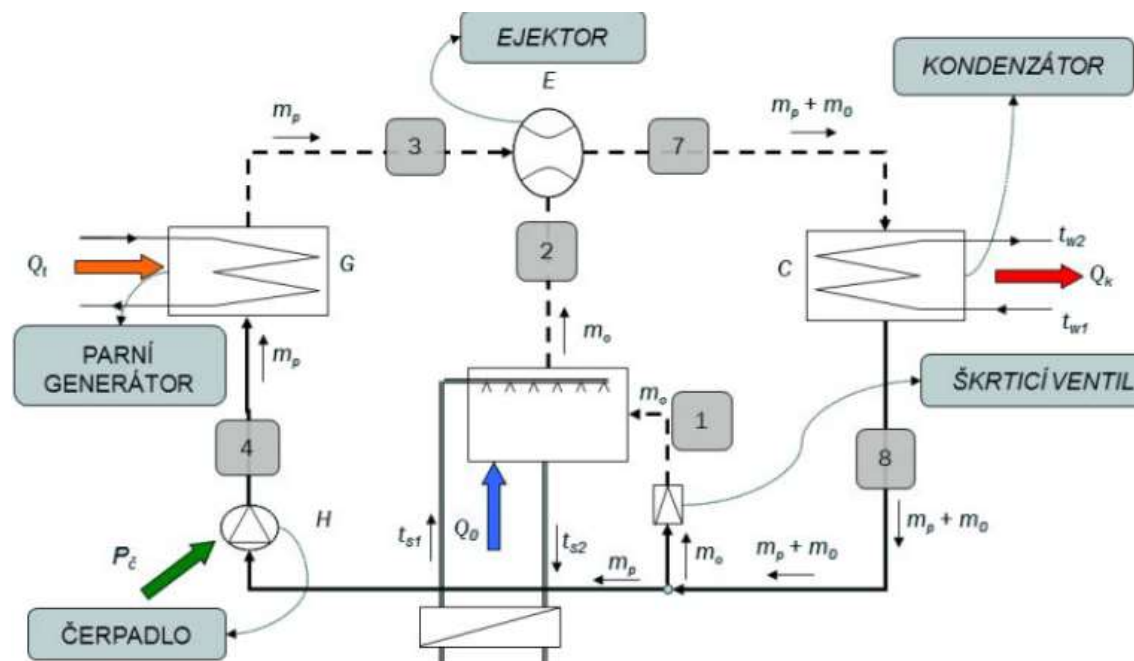 EJEKTOR
E
KONDENZÁTOR
m_p
m_p + m_0
3
7
2
t_w2
Q_t
G
C
Q_k
t_w1
m_o
PARNÍ
GENERÁTOR
m_p
ŠKRTICÍ VENTIL
m_o
1
4
8
H
t_s1
Q_0
t_s2
m_o
m_p + m_0
m_p + m_0
P_č
m_p
ČERPADLO